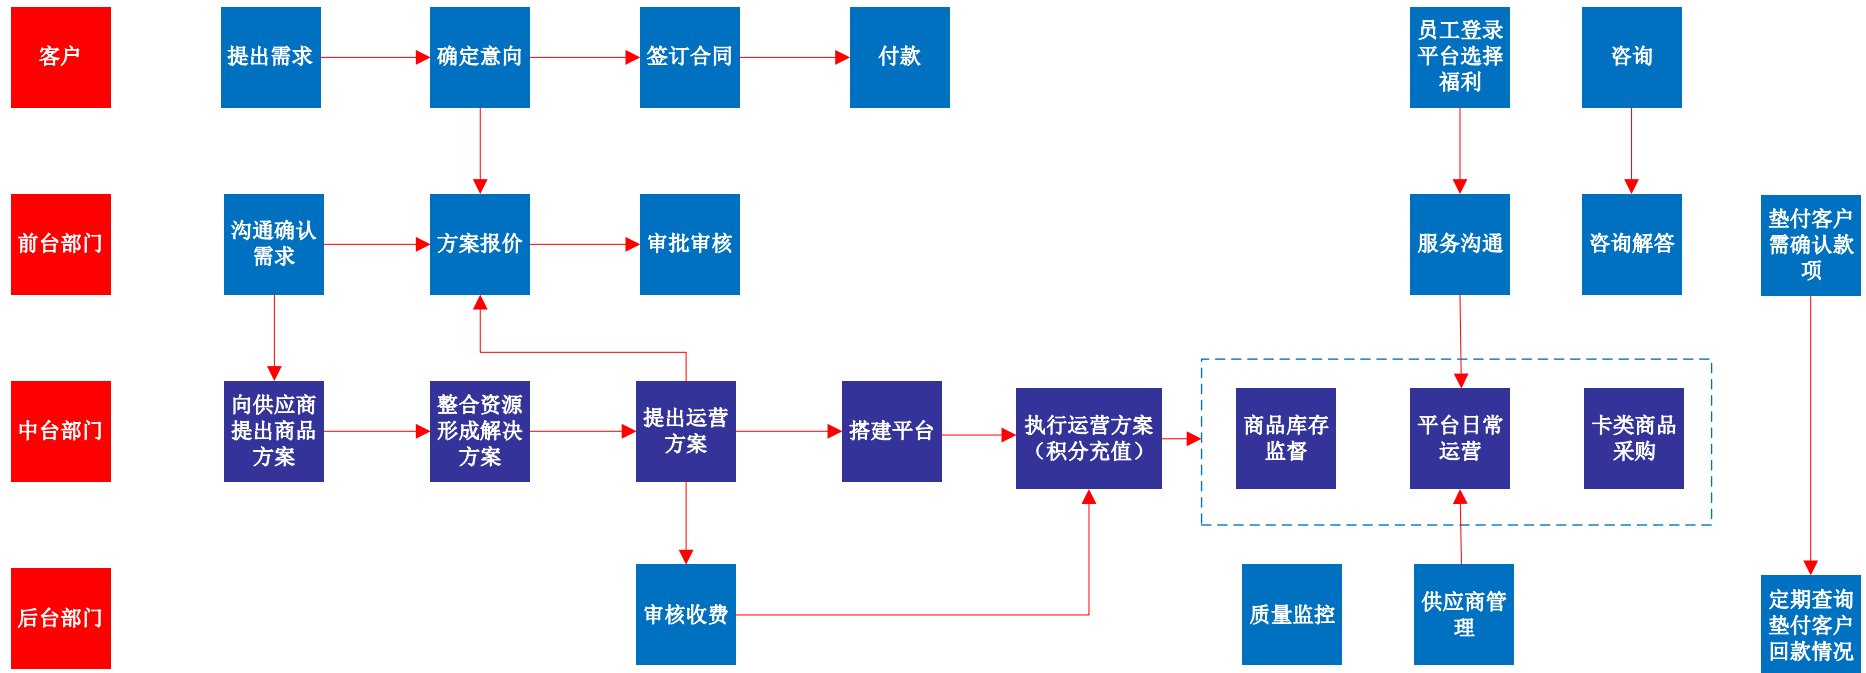 客户
提出需求
确定意向
签订合同
付款
员工登录
平台选择
福利
咨询
前台部门
沟通确认
需求
方案报价
审批审核
服务沟通
咨询解答
垫付客户
需确认款
项
中台部门
向供应商
提出商品
方案
整合资源
形成解决
方案
提出运营
方案
搭建平台
执行运营方案
（积分充值）
商品库存
监督
平台日常
运营
卡类商品
采购
后台部门
审核收费
质量监控
供应商管
理
定期查询
垫付客户
回款情况